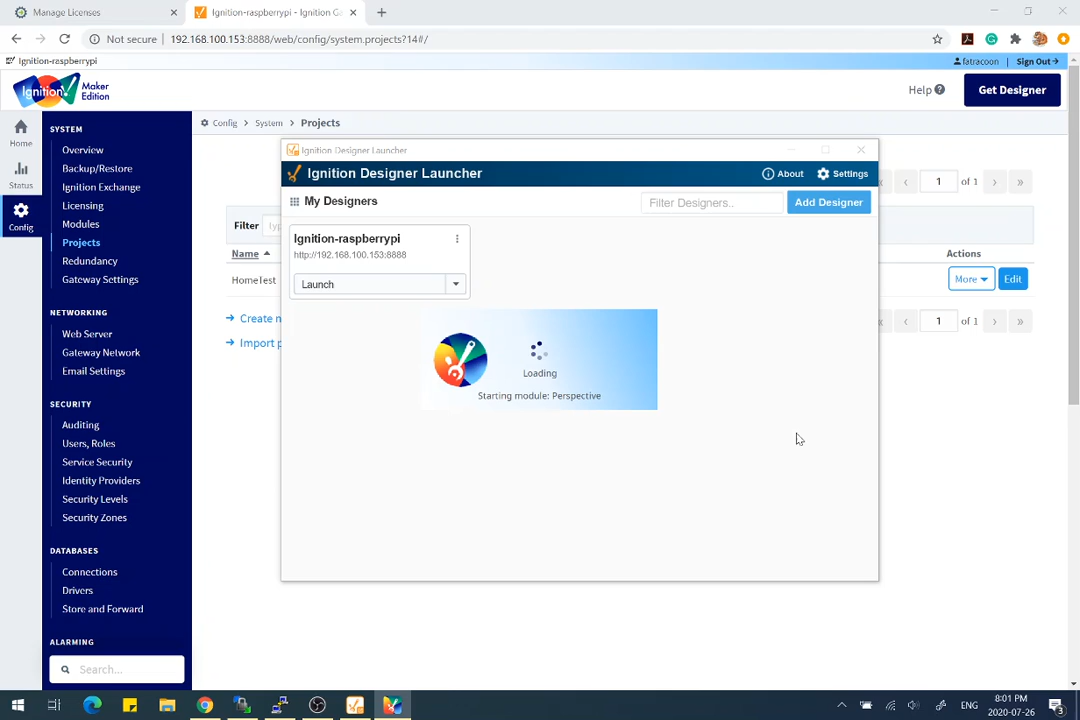 Manage Licenses
Ignition-raspberrypi - Ignition Ga
Not secure | 192.168.100.153:8888/web/config/system.projects?14#/
Ignition-raspberrypi
fatracoon | Sign Out
Ignition
Maker
Edition
Help
Get Designer
Home
Status
Config
SYSTEM
Overview
Backup/Restore
Ignition Exchange
Licensing
Modules
Projects
Redundancy
Gateway Settings
NETWORKING
Web Server
Gateway Network
Email Settings
SECURITY
Auditing
Users, Roles
Service Security
Identity Providers
Security Levels
Security Zones
DATABASES
Connections
Drivers
Store and Forward
ALARMING
Search...
Config > System > Projects
1 of 1
Filter
Name
Actions
HomeTest
More Edit
Create n
1 of 1
Import p
Ignition Designer Launcher
Ignition Designer Launcher
About Settings
My Designers
Filter Designers..
Add Designer
Ignition-raspberrypi
http://192.168.100.153:8888
Launch
Loading
Starting module: Perspective
ENG
8:01 PM
2020-07-26
3